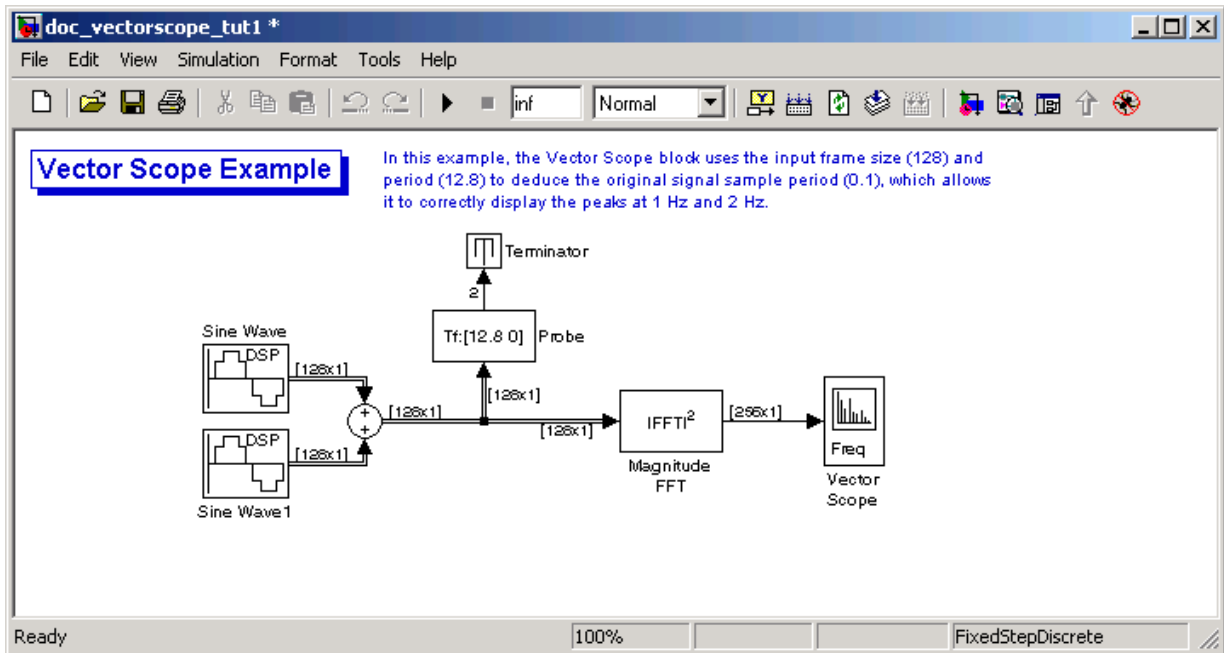 doc_vectorscope_tut1 *
File Edit View Simulation Format Tools Help
inf Normal
Vector Scope Example
In this example, the Vector Scope block uses the input frame size (128) and
period (12.8) to deduce the original signal sample period (0.1), which allows
it to correctly display the peaks at 1 Hz and 2 Hz.
Terminator
2
Tf:[12.8 0] Probe
Sine Wave
DSP
[128x1]
[128x1]
+
+
[128x1]
[128x1]
|FFT|²
[256x1]
Freq
DSP
[128x1]
Sine Wave1
Magnitude
FFT
Vector
Scope
Ready 100% FixedStepDiscrete